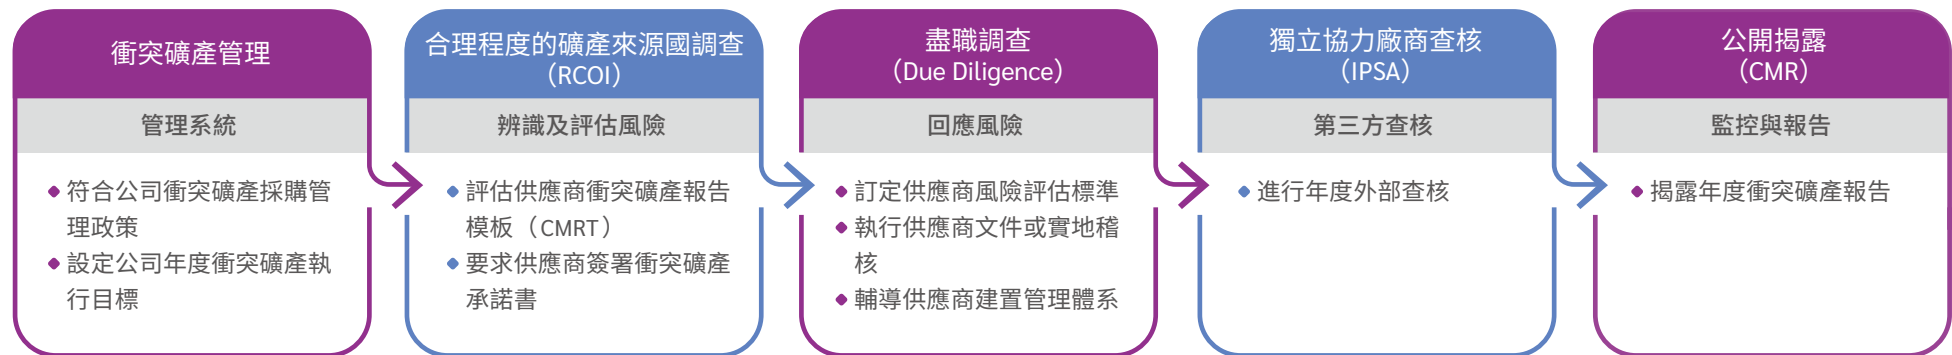 衝突礦產管理
管理系統
符合公司衝突礦產採購管
理政策
設定公司年度衝突礦產執
行目標
合理程度的礦產來源國調查
（RCOI）
辨識及評估風險
評估供應商衝突礦產報告
模板（CMRT）
要求供應商簽署衝突礦產
承諾書
盡職調查
（Due Diligence）
回應風險
訂定供應商風險評估標準
執行供應商文件或實地稽
核
輔導供應商建置管理體系
獨立協力廠商查核
（IPSA）
第三方查核
進行年度外部查核
公開揭露
（CMR）
監控與報告
揭露年度衝突礦產報告